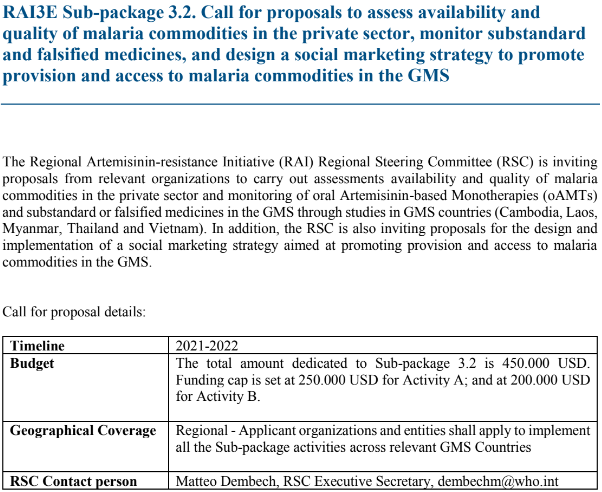 RAI3E Sub-package 3.2. Call for proposals to assess availability and
quality of malaria commodities in the private sector, monitor substandard
and falsified medicines, and design a social marketing strategy to promote
provision and access to malaria commodities in the GMS
The Regional Artemisinin-resistance Initiative (RAI) Regional Steering Committee (RSC) is inviting
proposals from relevant organizations to carry out assessments availability and quality of malaria
commodities in the private sector and monitoring of oral Artemisinin-based Monotherapies (oAMTs)
and substandard or falsified medicines in the GMS through studies in GMS countries (Cambodia, Laos,
Myanmar, Thailand and Vietnam). In addition, the RSC is also inviting proposals for the design and
implementation of a social marketing strategy aimed at promoting provision and access to malaria
commodities in the GMS.
Call for proposal details:
Timeline 2021-2022
Budget The total amount dedicated to Sub-package 3.2 is 450.000 USD.
Funding cap is set at 250.000 USD for Activity A; and at 200.000 USD
for Activity B.
Geographical Coverage Regional - Applicant organizations and entities shall apply to implement
all the Sub-package activities across relevant GMS Countries
RSC Contact person Matteo Dembech, RSC Executive Secretary, dembechm@who.int